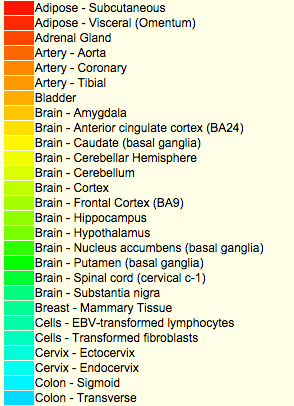 Adipose - Subcutaneous
Adipose - Visceral (Omentum)
Adrenal Gland
Artery - Aorta
Artery - Coronary
Artery - Tibial
Bladder
Brain - Amygdala
Brain - Anterior cingulate cortex (BA24)
Brain - Caudate (basal ganglia)
Brain - Cerebellar Hemisphere
Brain - Cerebellum
Brain - Cortex
Brain - Frontal Cortex (BA9)
Brain - Hippocampus
Brain - Hypothalamus
Brain - Nucleus accumbens (basal ganglia)
Brain - Putamen (basal ganglia)
Brain - Spinal cord (cervical c-1)
Brain - Substantia nigra
Breast - Mammary Tissue
Cells - EBV-transformed lymphocytes
Cells - Transformed fibroblasts
Cervix - Ectocervix
Cervix - Endocervix
Colon - Sigmoid
Colon - Transverse